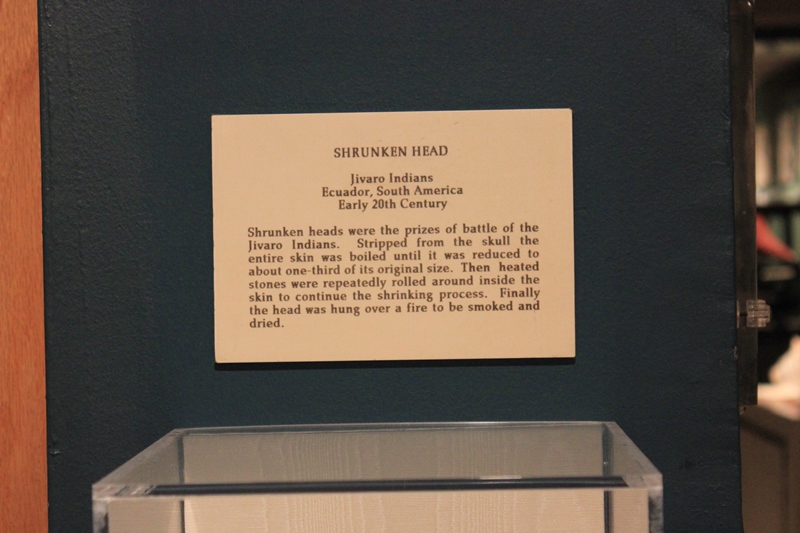 SHRUNKEN HEAD
Jivaro Indians
Ecuador, South America
Early 20th Century
Shrunken heads were the prizes of battle of the
Jivaro Indians. Stripped from the skull the
entire skin was boiled until it was reduced to
about one-third of its original size. Then heated
stones were repeatedly rolled around inside the
skin to continue the shrinking process. Finally
the head was hung over a fire to be smoked and
dried.